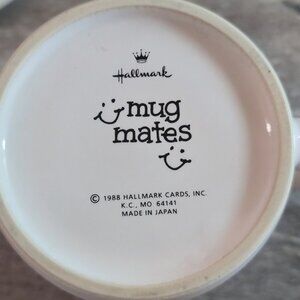 Hallmark
mug
mates
© 1988 HALLMARK CARDS, INC.
K.C., MO 64141
MADE IN JAPAN